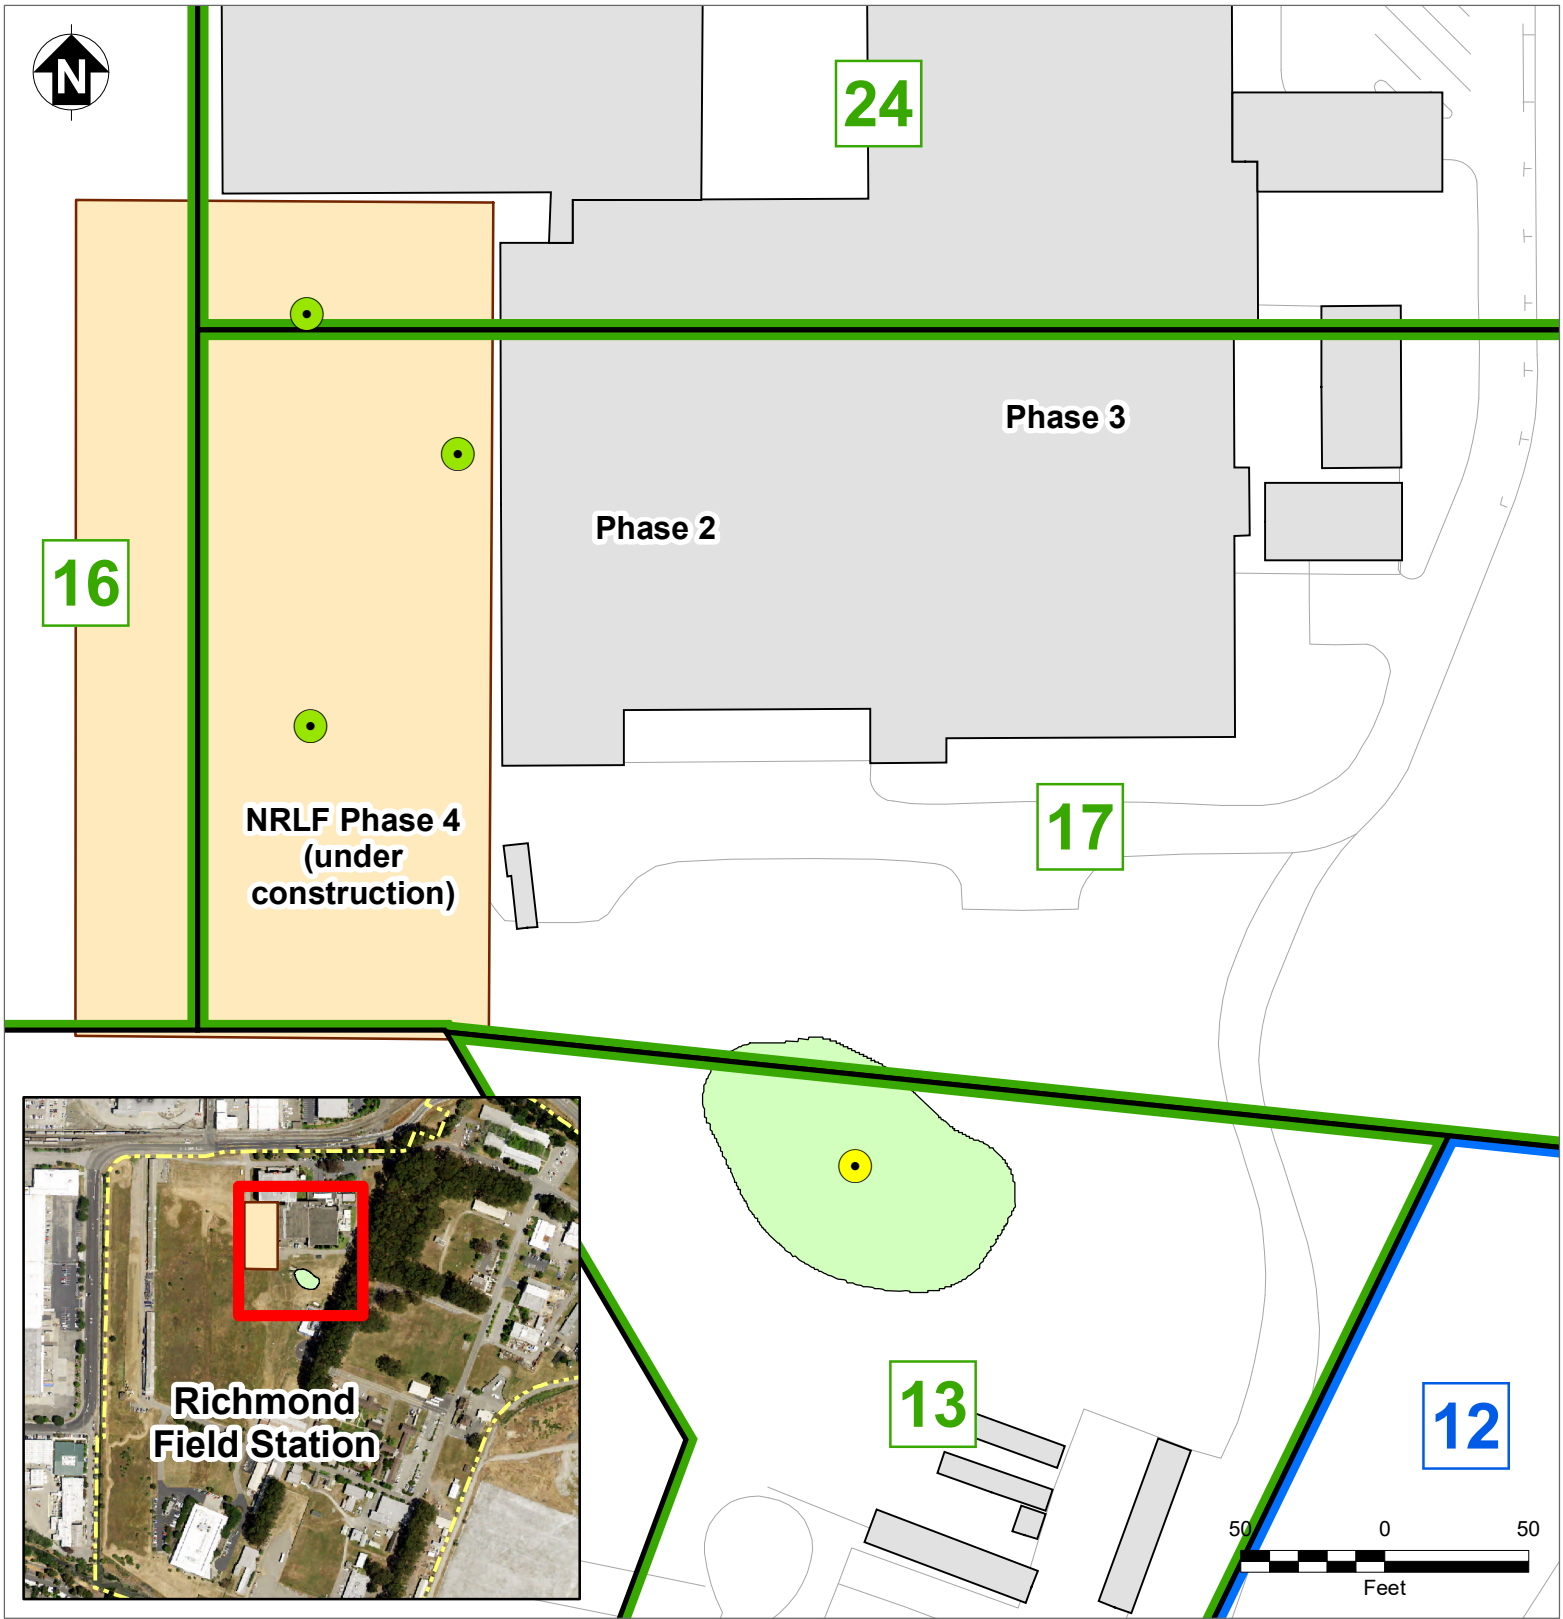 N
24
Phase 3
Phase 2
16
NRLF Phase 4
(under
construction)
17
Richmond
Field Station
13
12
50 0 50
Feet